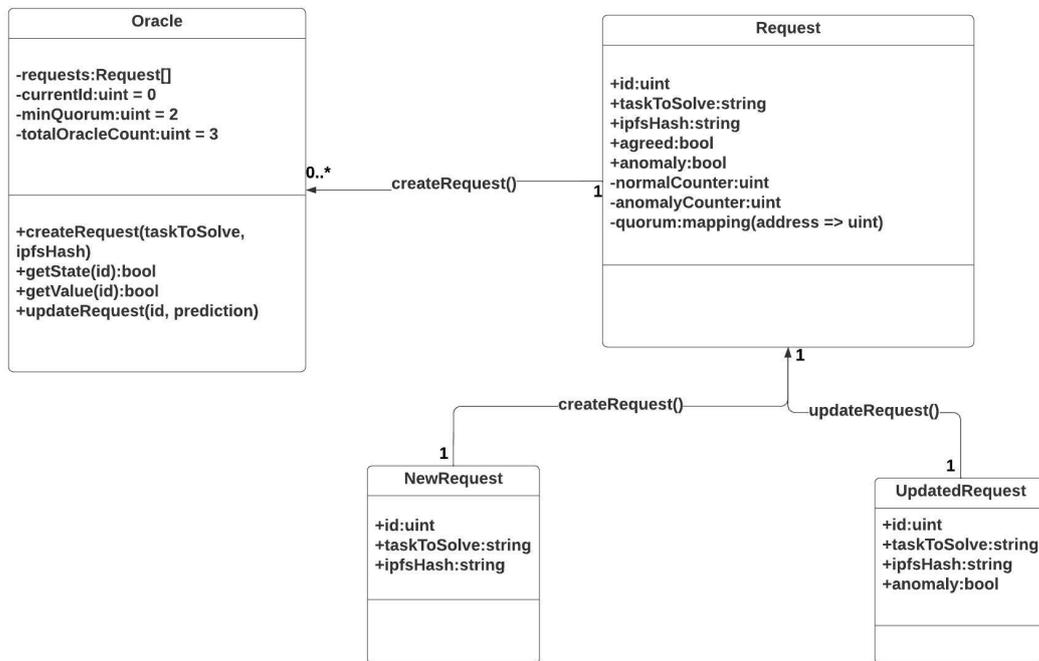 Oracle
-requests:Request[]
-currentId:uint = 0
-minQuorum:uint = 2
-totalOracleCount:uint = 3
+createRequest(taskToSolve,
ipfsHash)
+getState(id):bool
+getValue(id):bool
+updateRequest(id, prediction)
0..*
createRequest()
1
Request
+id:uint
+taskToSolve:string
+ipfsHash:string
+agreed:bool
+anomaly:bool
-normalCounter:uint
-anomalyCounter:uint
-quorum:mapping(address => uint)
1
createRequest()
updateRequest()
1
NewRequest
+id:uint
+taskToSolve:string
+ipfsHash:string
1
UpdatedRequest
+id:uint
+taskToSolve:string
+ipfsHash:string
+anomaly:bool